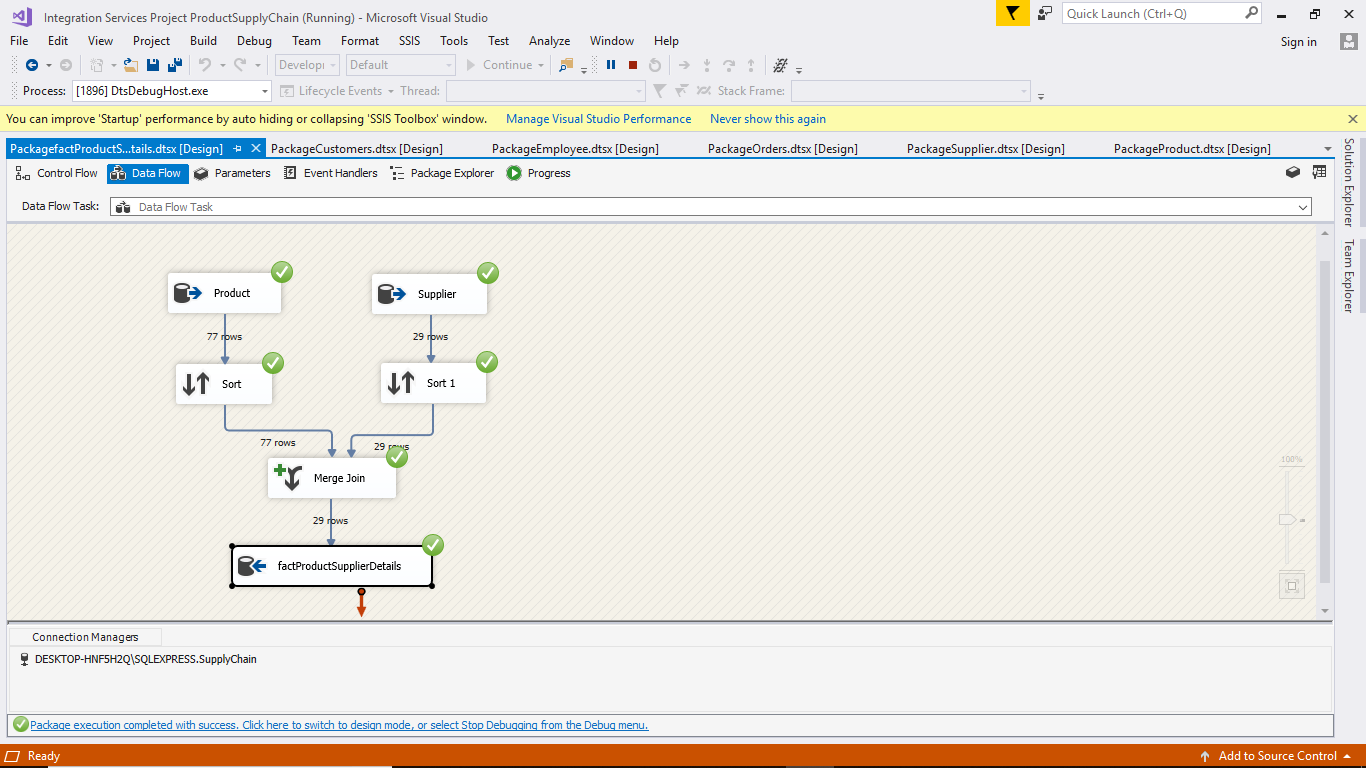 Integration Services Project ProductSupplyChain (Running) - Microsoft Visual Studio
Quick Launch (Ctrl+Q)
File Edit View Project Build Debug Team Format SSIS Tools Test Analyze Window Help
Sign in
Developr Default Continue
Process: [1896] DtsDebugHost.exe Lifecycle Events Thread: Stack Frame:
You can improve 'Startup' performance by auto hiding or collapsing 'SSIS Toolbox' window. Manage Visual Studio Performance Never show this again
PackagefactProductS...tails.dtsx [Design] PackageCustomers.dtsx [Design] PackageEmployee.dtsx [Design] PackageOrders.dtsx [Design] PackageSupplier.dtsx [Design] PackageProduct.dtsx [Design]
Control Flow Data Flow Parameters Event Handlers Package Explorer Progress
Data Flow Task: Data Flow Task
Solution Explorer
Team Explorer
Product Supplier
77 rows 29 rows
Sort Sort 1
77 rows 29 rows
Merge Join
29 rows
factProductSupplierDetails
100%
Connection Managers
DESKTOP-HNF5H2Q\SQLEXPRESS.SupplyChain
Package execution completed with success. Click here to switch to design mode, or select Stop Debugging from the Debug menu.
Ready
Add to Source Control